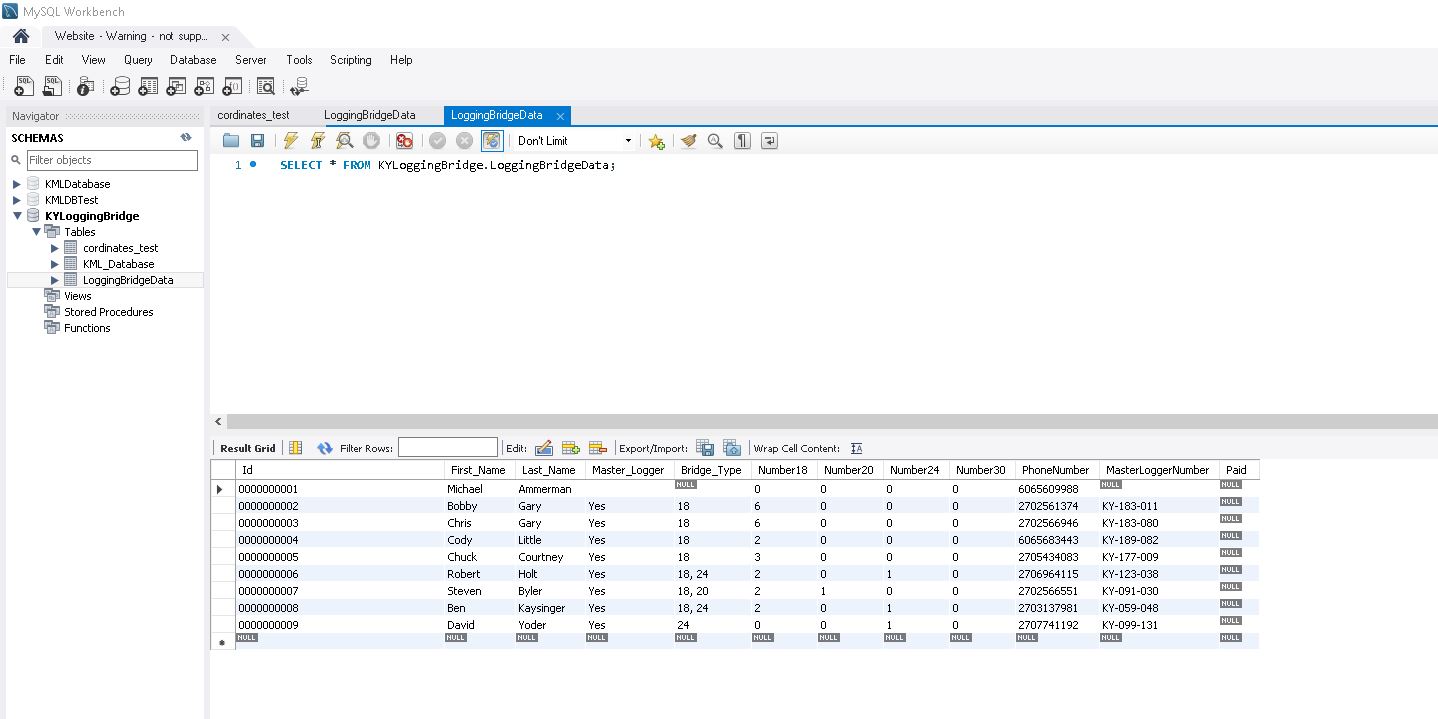 MySQL Workbench
Website - Warning - not supp... ×
File Edit View Query Database Server Tools Scripting Help
Navigator cordinates_test LoggingBridgeData LoggingBridgeData ×
SCHEMAS
Don't Limit
Filter objects
1 SELECT * FROM KYLoggingBridge.LoggingBridgeData;
KMLDatabase
KMLDBTest
KYLoggingBridge
Tables
cordinates_test
KML_Database
LoggingBridgeData
Views
Stored Procedures
Functions
Result Grid Filter Rows: Edit: Export/Import: Wrap Cell Content:
Id First_Name Last_Name Master_Logger Bridge_Type Number18 Number20 Number24 Number30 PhoneNumber MasterLoggerNumber Paid
0000000001 Michael Ammerman NULL 0 0 0 0 6065609988 NULL NULL
0000000002 Bobby Gary Yes 18 6 0 0 0 2702561374 KY-183-011 NULL
0000000003 Chris Gary Yes 18 6 0 0 0 2702566946 KY-183-080 NULL
0000000004 Cody Little Yes 18 2 0 0 0 6065683443 KY-189-082 NULL
0000000005 Chuck Courtney Yes 18 3 0 0 0 2705434083 KY-177-009 NULL
0000000006 Robert Holt Yes 18, 24 2 0 1 0 2706964115 KY-123-038 NULL
0000000007 Steven Byler Yes 18, 20 2 1 0 0 2702566551 KY-091-030 NULL
0000000008 Ben Kaysinger Yes 18, 24 2 0 1 0 2703137981 KY-059-048 NULL
0000000009 David Yoder Yes 24 0 0 1 0 2707741192 KY-099-131 NULL
NULL NULL NULL NULL NULL NULL NULL NULL NULL NULL NULL NULL